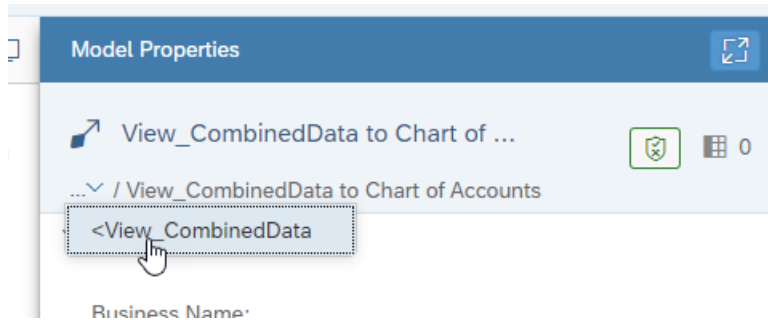 Model Properties
View_CombinedData to Chart of ...
0
...
/ View_CombinedData to Chart of Accounts
<View_CombinedData
Business Name: